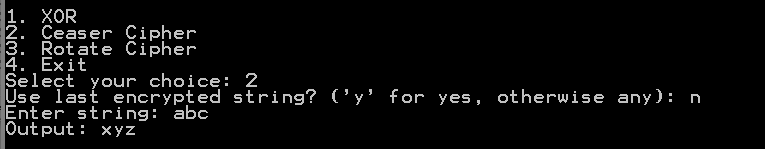 1. XOR
2. Ceaser Cipher
3. Rotate Cipher
4. Exit
Select your choice: 2
Use last encrypted string? ('y' for yes, otherwise any): n
Enter string: abc
Output: xyz